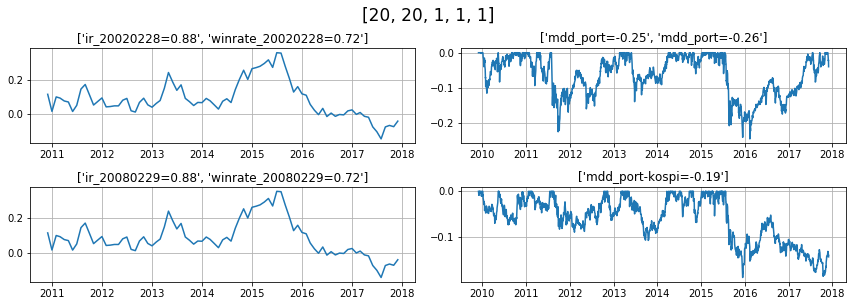 [20, 20, 1, 1, 1]
['ir_20020228=0.88', 'winrate_20020228=0.72']
0.2
0.0
2011 2012 2013 2014 2015 2016 2017 2018
['mdd_port=-0.25', 'mdd_port=-0.26']
0.0
−0.1
−0.2
2010 2011 2012 2013 2014 2015 2016 2017 2018
['ir_20080229=0.88', 'winrate_20080229=0.72']
0.2
0.0
2011 2012 2013 2014 2015 2016 2017 2018
['mdd_port-kospi=-0.19']
0.0
−0.1
2010 2011 2012 2013 2014 2015 2016 2017 2018